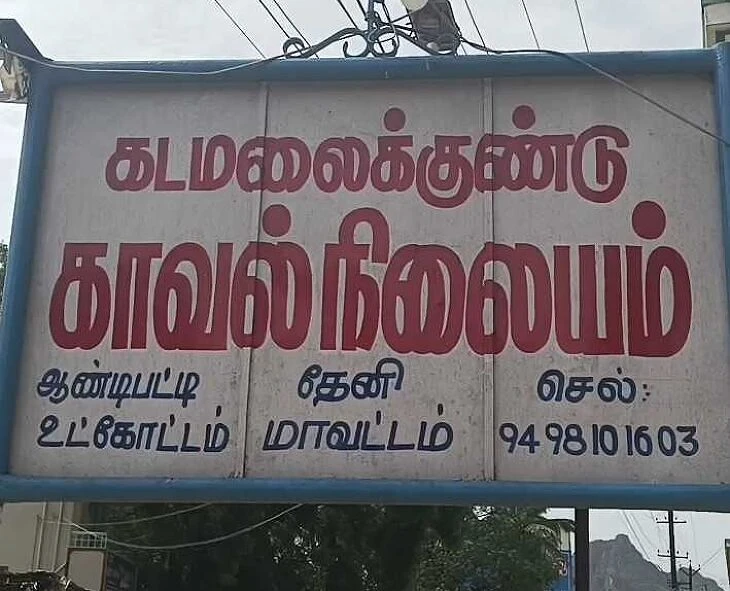 கடமலைக்குண்டு
காவல்நிலையம்
ஆண்டிபட்டி
உட்கோட்டம்
தேனி
மாவட்டம்
செல்:
9498101603